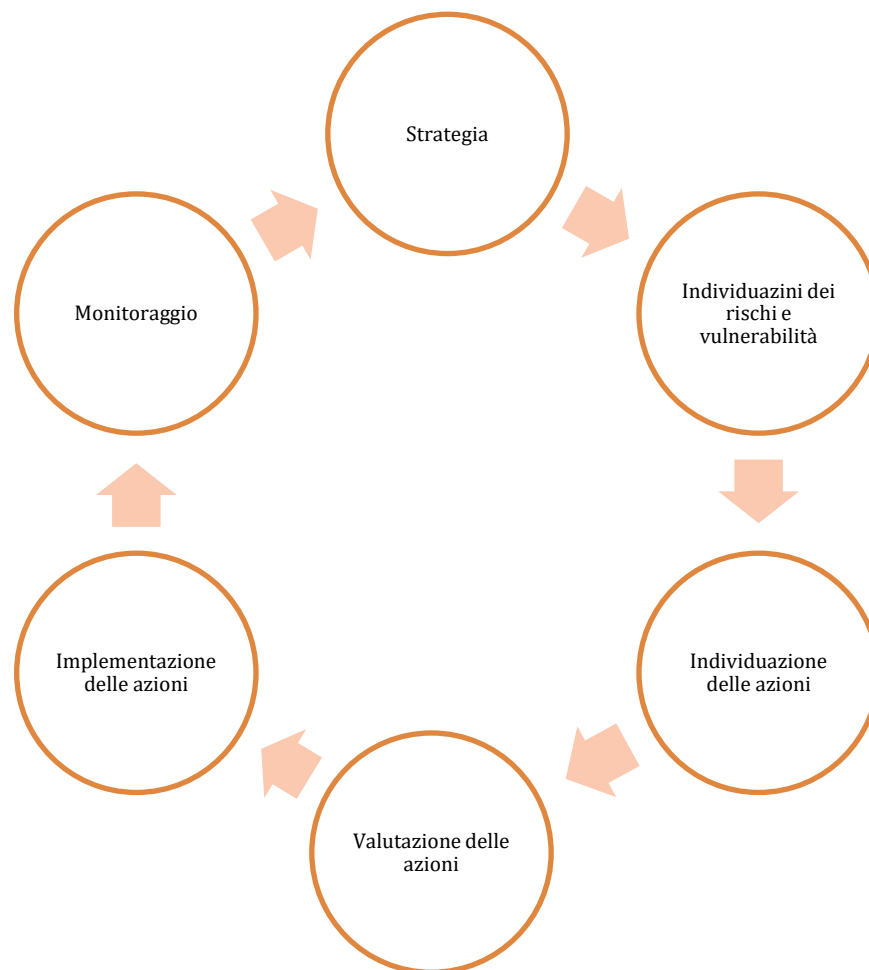 Strategia
Individuazini dei
rischi e
vulnerabilità
Individuazione
delle azioni
Valutazione delle
azioni
Implementazione
delle azioni
Monitoraggio